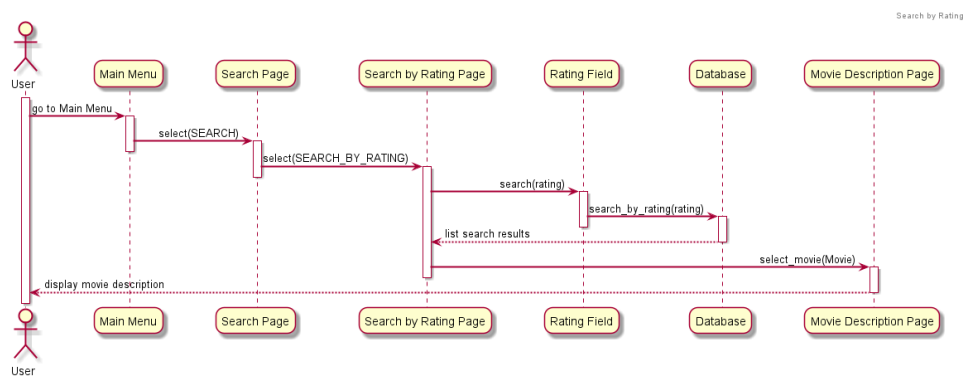 Search by Rating
User
Main Menu
Search Page
Search by Rating Page
Rating Field
Database
Movie Description Page
go to Main Menu
select(SEARCH)
select(SEARCH_BY_RATING)
search(rating)
search_by_rating(rating)
list search results
select_movie(Movie)
display movie description
Main Menu
Search Page
Search by Rating Page
Rating Field
Database
Movie Description Page
User